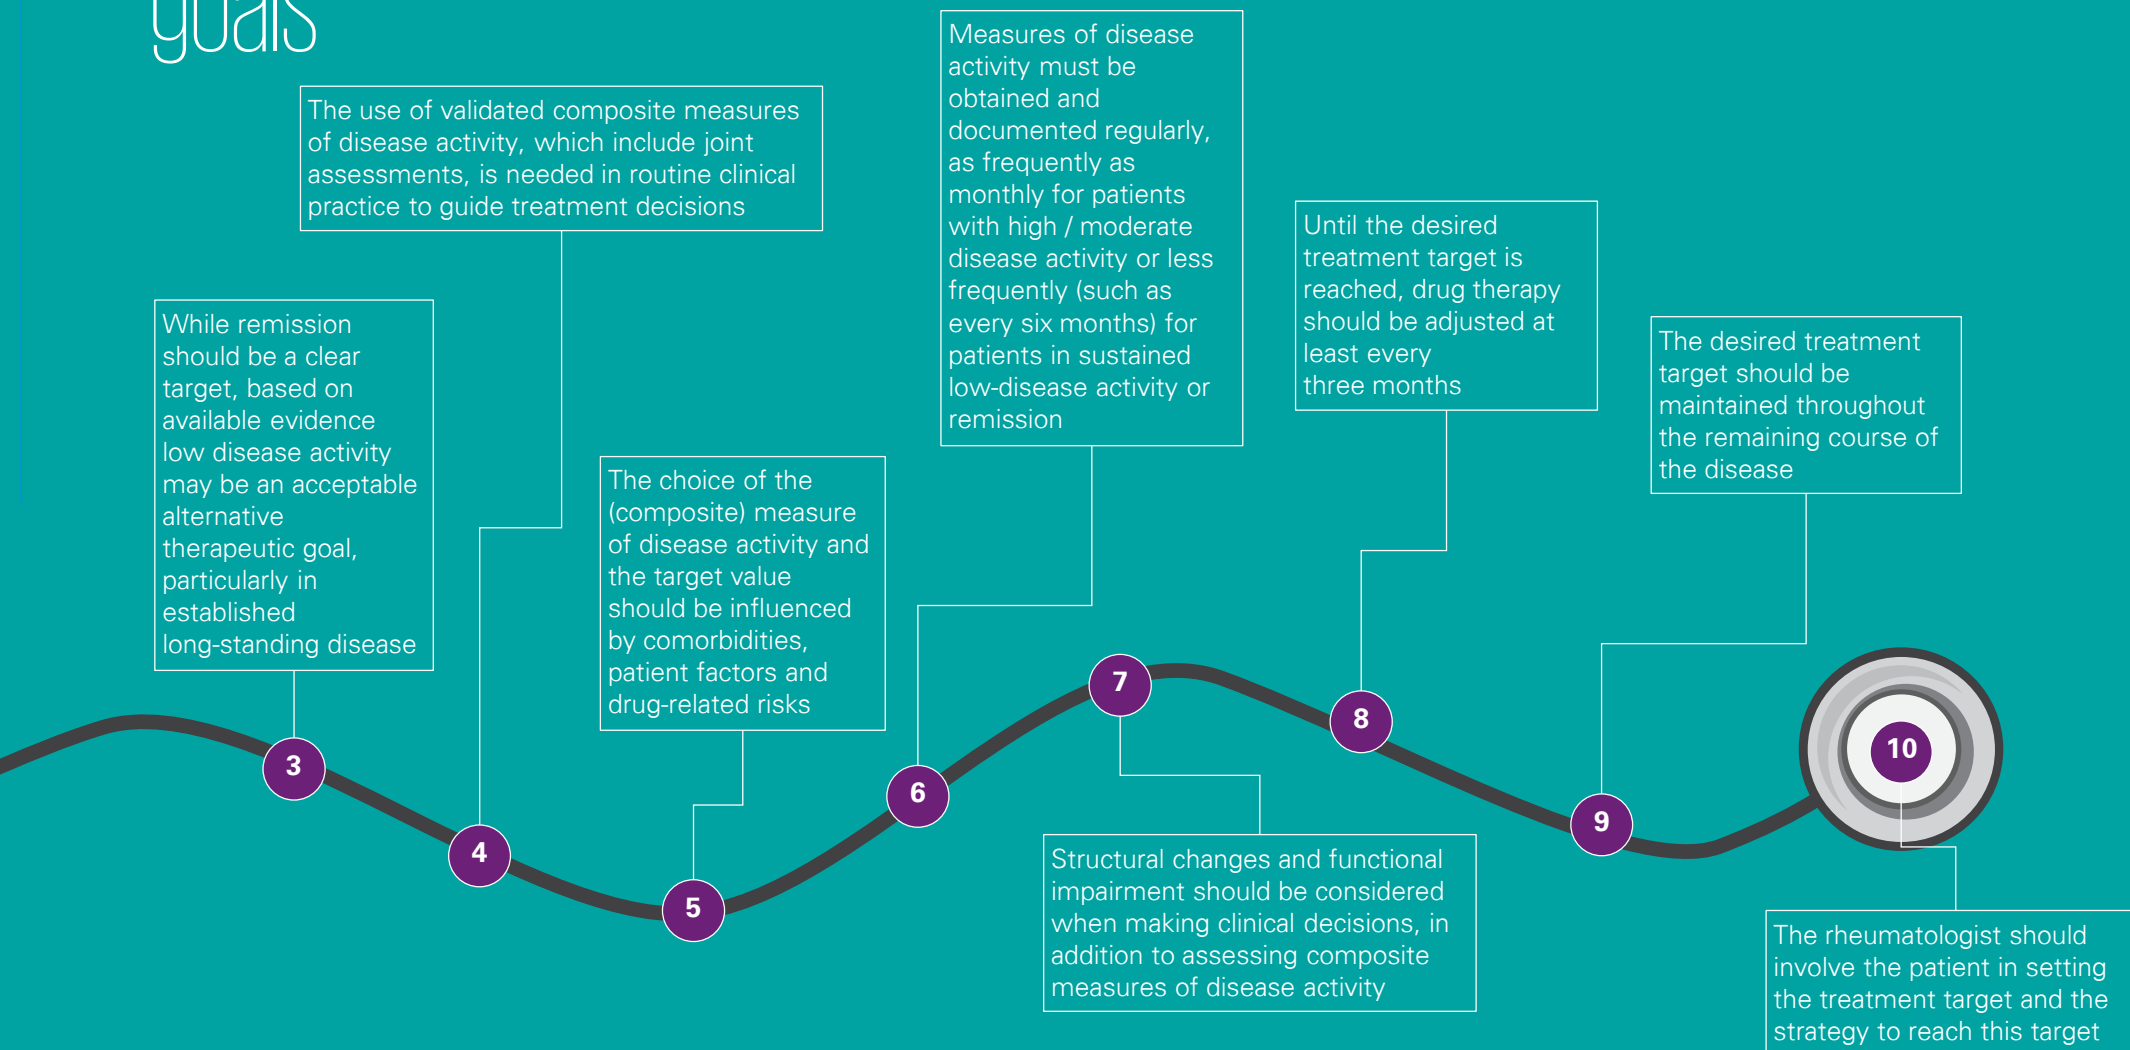 goals
The use of validated composite measures
of disease activity, which include joint
assessments, is needed in routine clinical
practice to guide treatment decisions
Measures of disease
activity must be
obtained and
documented regularly,
as frequently as
monthly for patients
with high / moderate
disease activity or less
frequently (such as
every six months) for
patients in sustained
low-disease activity or
remission
Until the desired
treatment target is
reached, drug therapy
should be adjusted at
least every
three months
While remission
should be a clear
target, based on
available evidence
low disease activity
may be an acceptable
alternative
therapeutic goal,
particularly in
established
long-standing disease
The desired treatment
target should be
maintained throughout
the remaining course of
the disease
The choice of the
(composite) measure
of disease activity and
the target value
should be influenced
by comorbidities,
patient factors and
drug-related risks
3
4
5
6
7
8
9
10
Structural changes and functional
impairment should be considered
when making clinical decisions, in
addition to assessing composite
measures of disease activity
The rheumatologist should
involve the patient in setting
the treatment target and the
strategy to reach this target